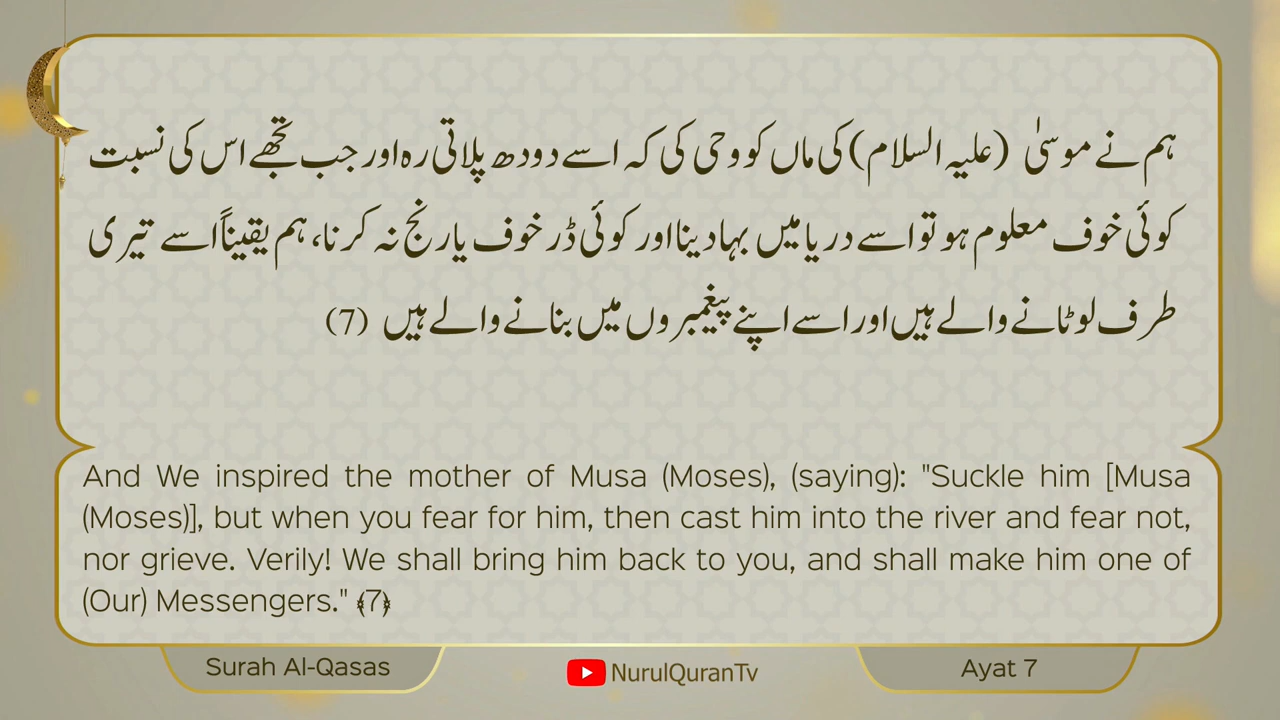 ہم نے موسیٰ (علیہ السلام) کی ماں کو وحی کی کہ اسے دودھ پلاتی رہ اور جب تجھے اس کی نسبت
کوئی خوف معلوم ہو تو اسے دریا میں بہا دینا اور کوئی ڈر خوف یا رنج نہ کرنا، ہم یقیناً اسے تیری
طرف لوٹانے والے ہیں اور اسے اپنے پیغمبروں میں بنانے والے ہیں (7)
And We inspired the mother of Musa (Moses), (saying): "Suckle him [Musa
(Moses)], but when you fear for him, then cast him into the river and fear not,
nor grieve. Verily! We shall bring him back to you, and shall make him one of
(Our) Messengers." ﴾7﴿
Surah Al-Qasas
NurulQuranTv
Ayat 7